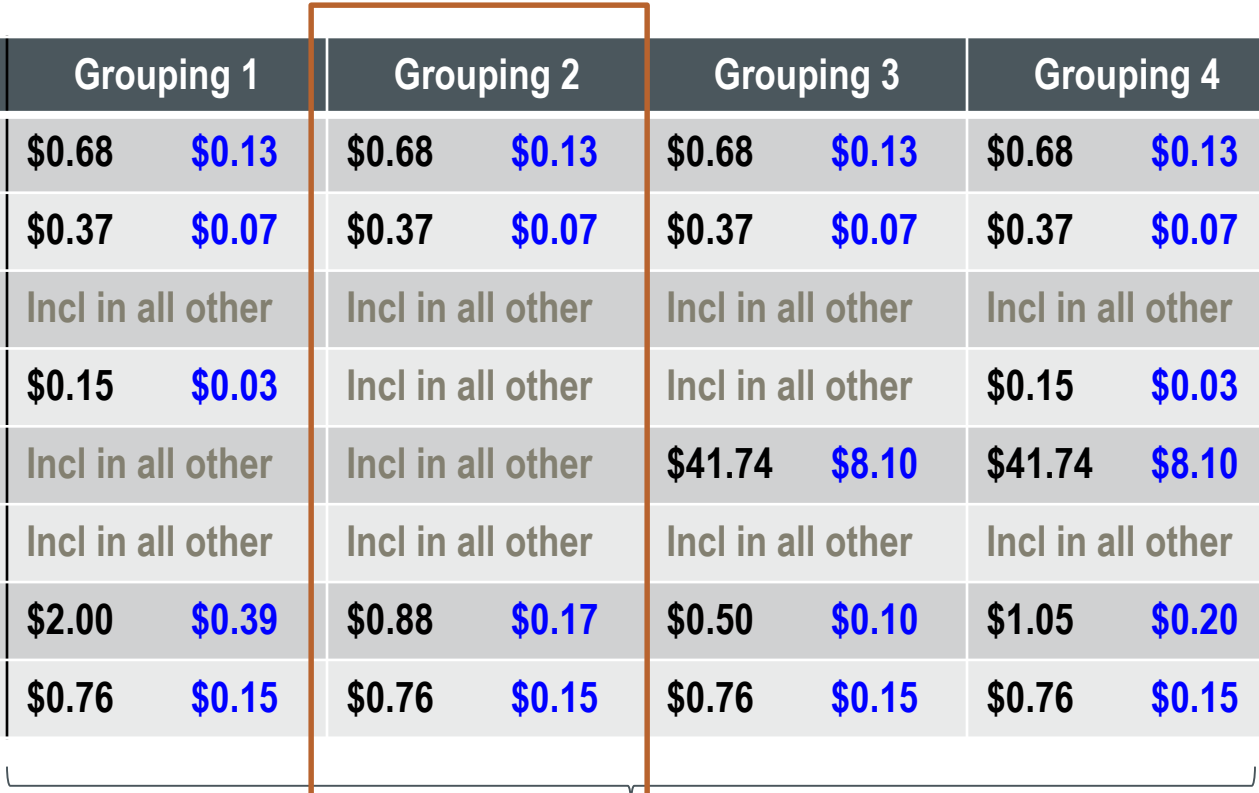 Grouping 1 Grouping 2 Grouping 3 Grouping 4
$0.68 $0.13 $0.68 $0.13 $0.68 $0.13 $0.68 $0.13
$0.37 $0.07 $0.37 $0.07 $0.37 $0.07 $0.37 $0.07
Incl in all other Incl in all other Incl in all other Incl in all other
$0.15 $0.03 Incl in all other Incl in all other $0.15 $0.03
Incl in all other Incl in all other $41.74 $8.10 $41.74 $8.10
Incl in all other Incl in all other Incl in all other Incl in all other
$2.00 $0.39 $0.88 $0.17 $0.50 $0.10 $1.05 $0.20
$0.76 $0.15 $0.76 $0.15 $0.76 $0.15 $0.76 $0.15